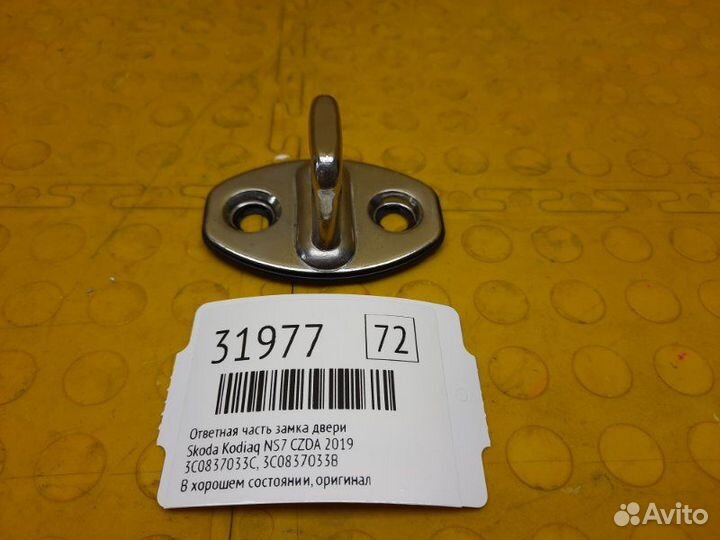 31977 72
Ответная часть замка двери
Skoda Kodiaq NS7 CZDA 2019
3C0837033C, 3C0837033B
В хорошем состоянии, оригинал
Avito